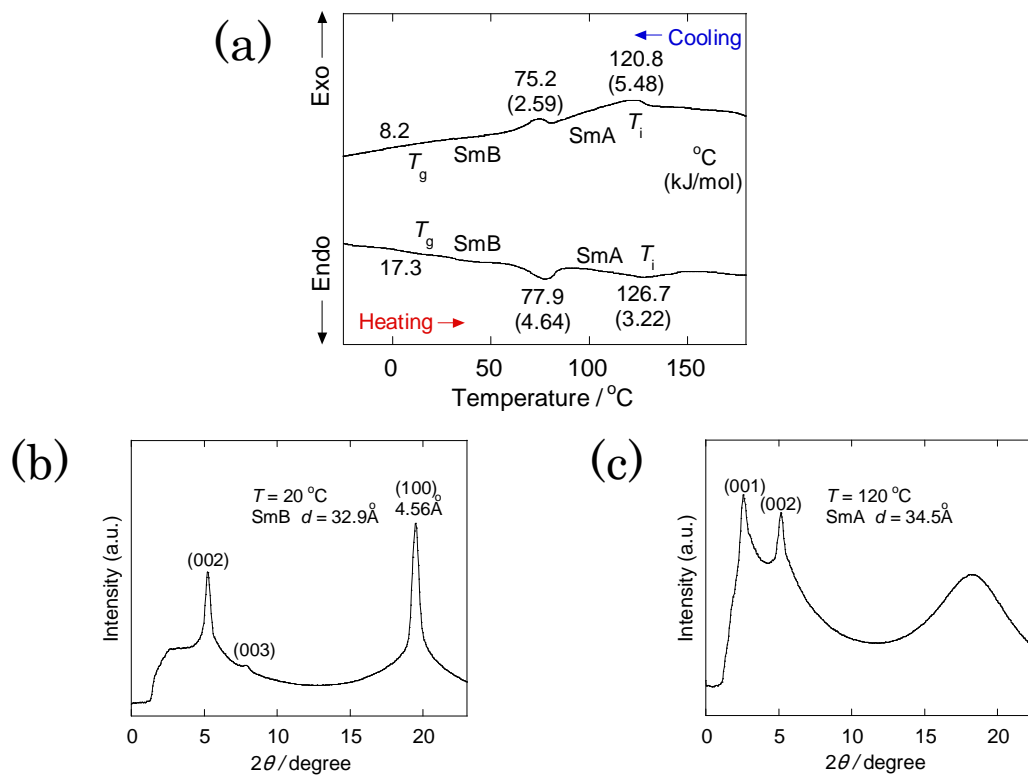 (a)
Exo
Endo
← Cooling
120.8
(5.48)
75.2
(2.59)
8.2
SmA
Ti
SmB
Tg
°C
(kJ/mol)
Tg
SmB
SmA
Ti
17.3
77.9
(4.64)
126.7
(3.22)
Heating →
0 50 100 150
Temperature / °C
(b)
Intensity (a.u.)
T = 20 °C
SmB d = 32.9Å
(100)
4.56Å
(002)
(003)
0 5 10 15 20
2θ / degree
(c)
Intensity (a.u.)
(001)
(002)
T = 120 °C
SmA d = 34.5Å
0 5 10 15 20
2θ / degree